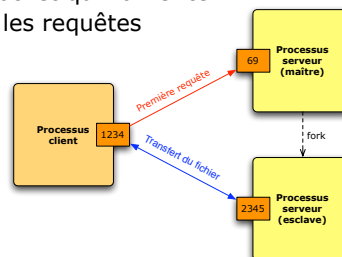 les requêtes
Processus
serveur
(maître)
69
Première requête
Processus
client
1234
fork
Transfert du fichier
Processus
serveur
(esclave)
2345